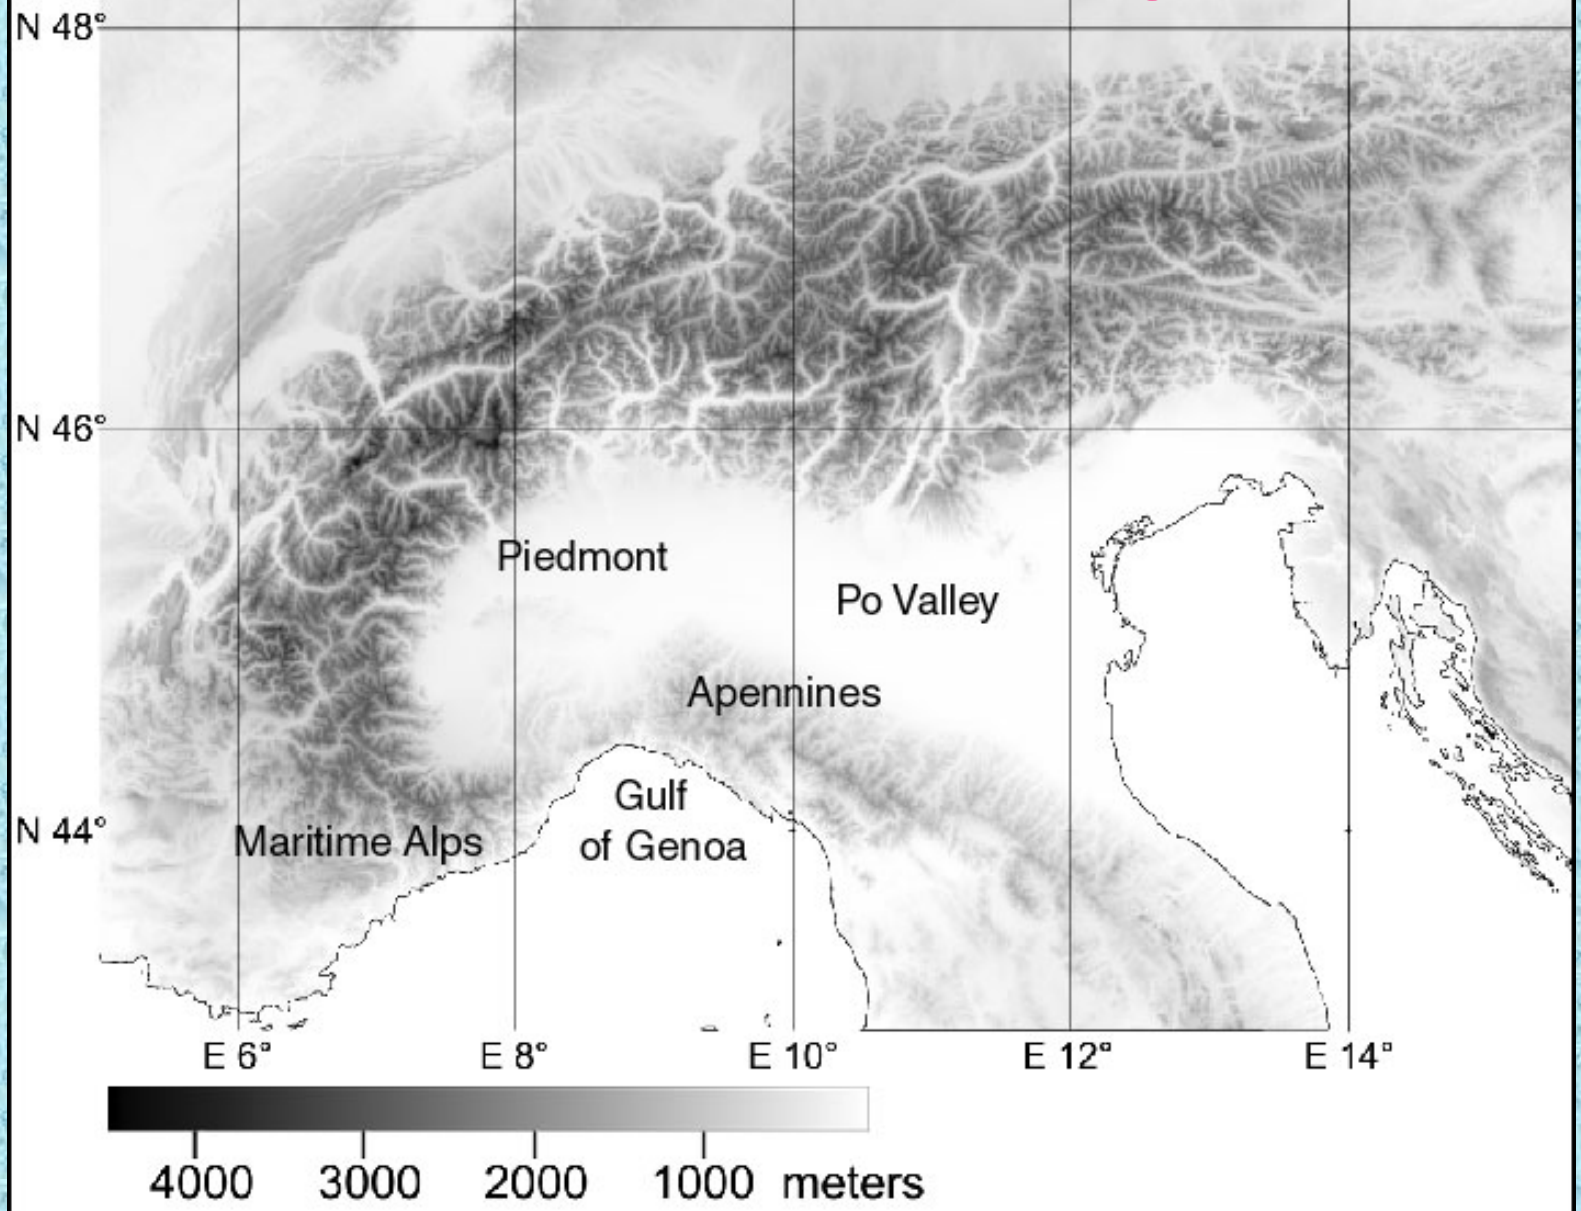 N 48°
N 46°
Piedmont
Po Valley
Apennines
Gulf
of Genoa
N 44°
Maritime Alps
E 6°
E 8°
E 10°
E 12°
E 14°
4000
3000
2000
1000
meters